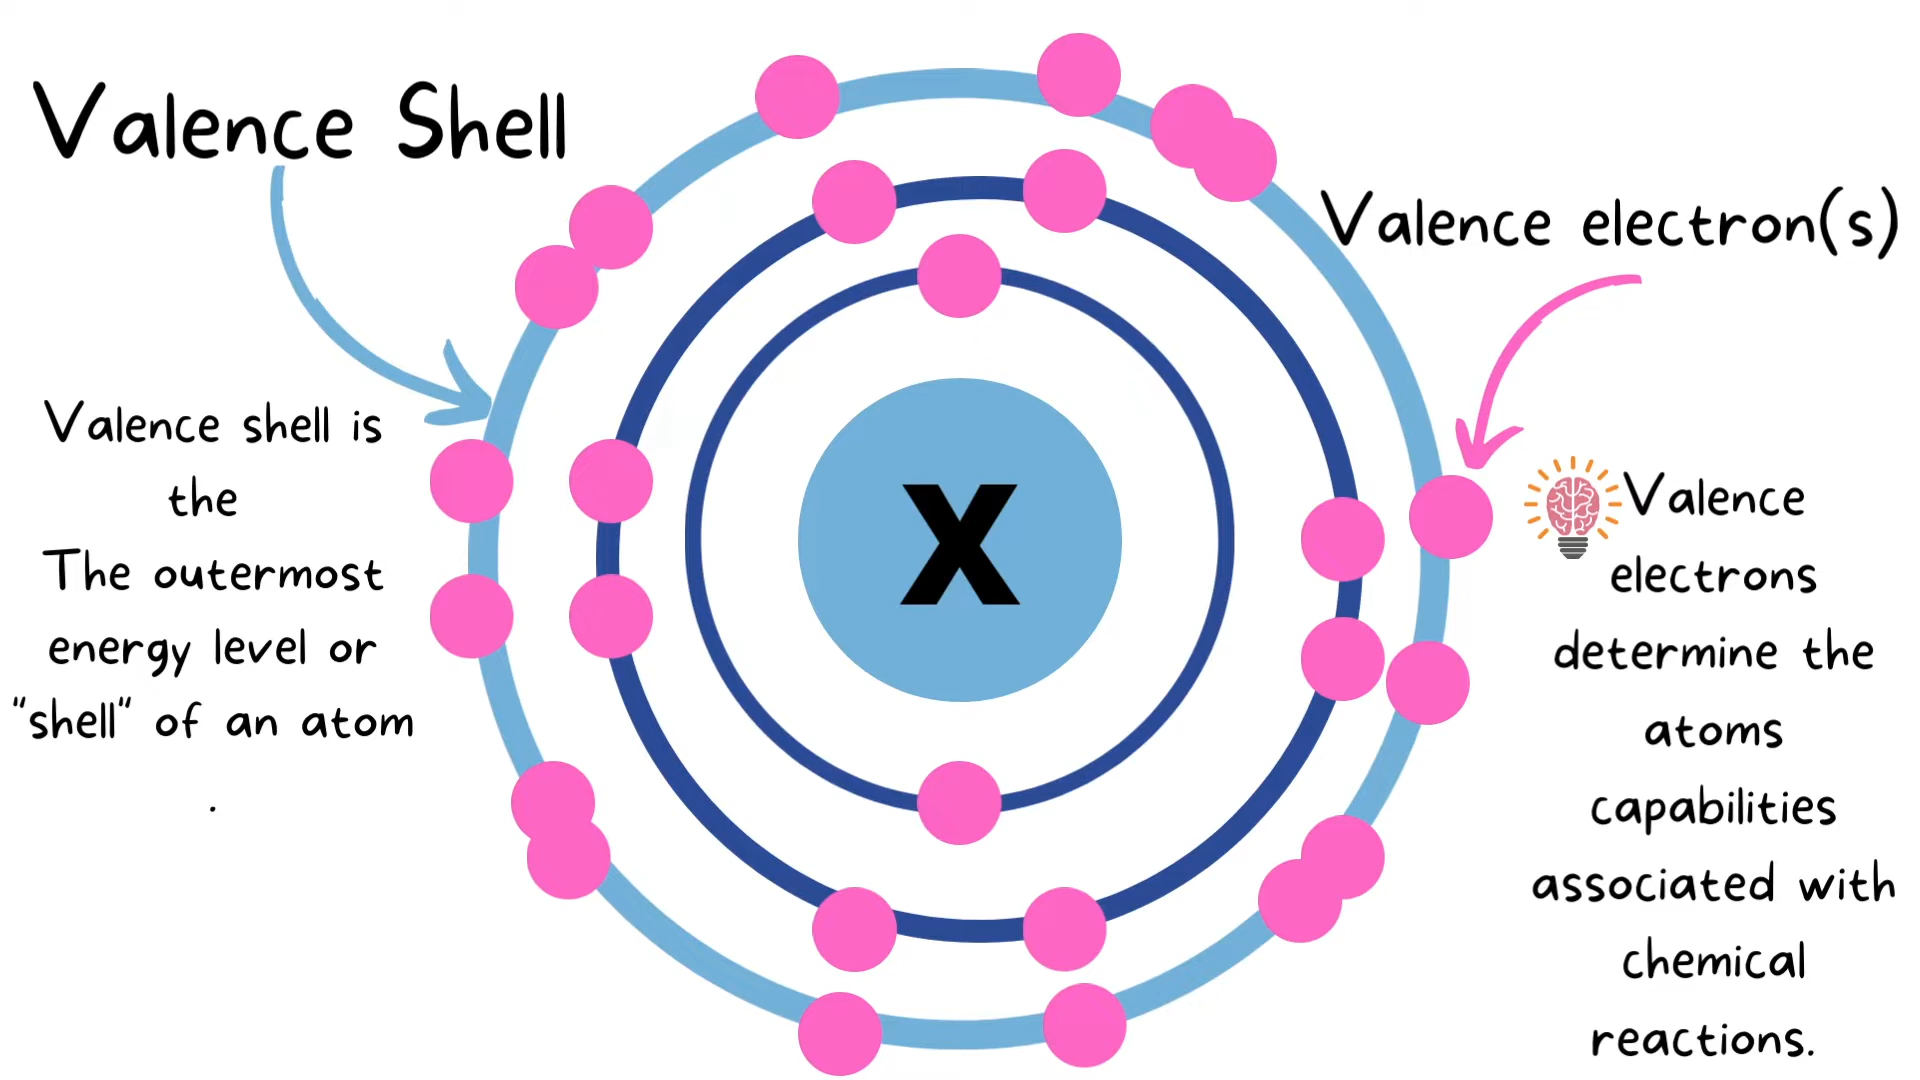 Valence Shell
Valence electron(s)
Valence shell is
the
The outermost
energy level or
"shell" of an atom
.
X
Valence
electrons
determine the
atoms
capabilities
associated with
chemical
reactions.